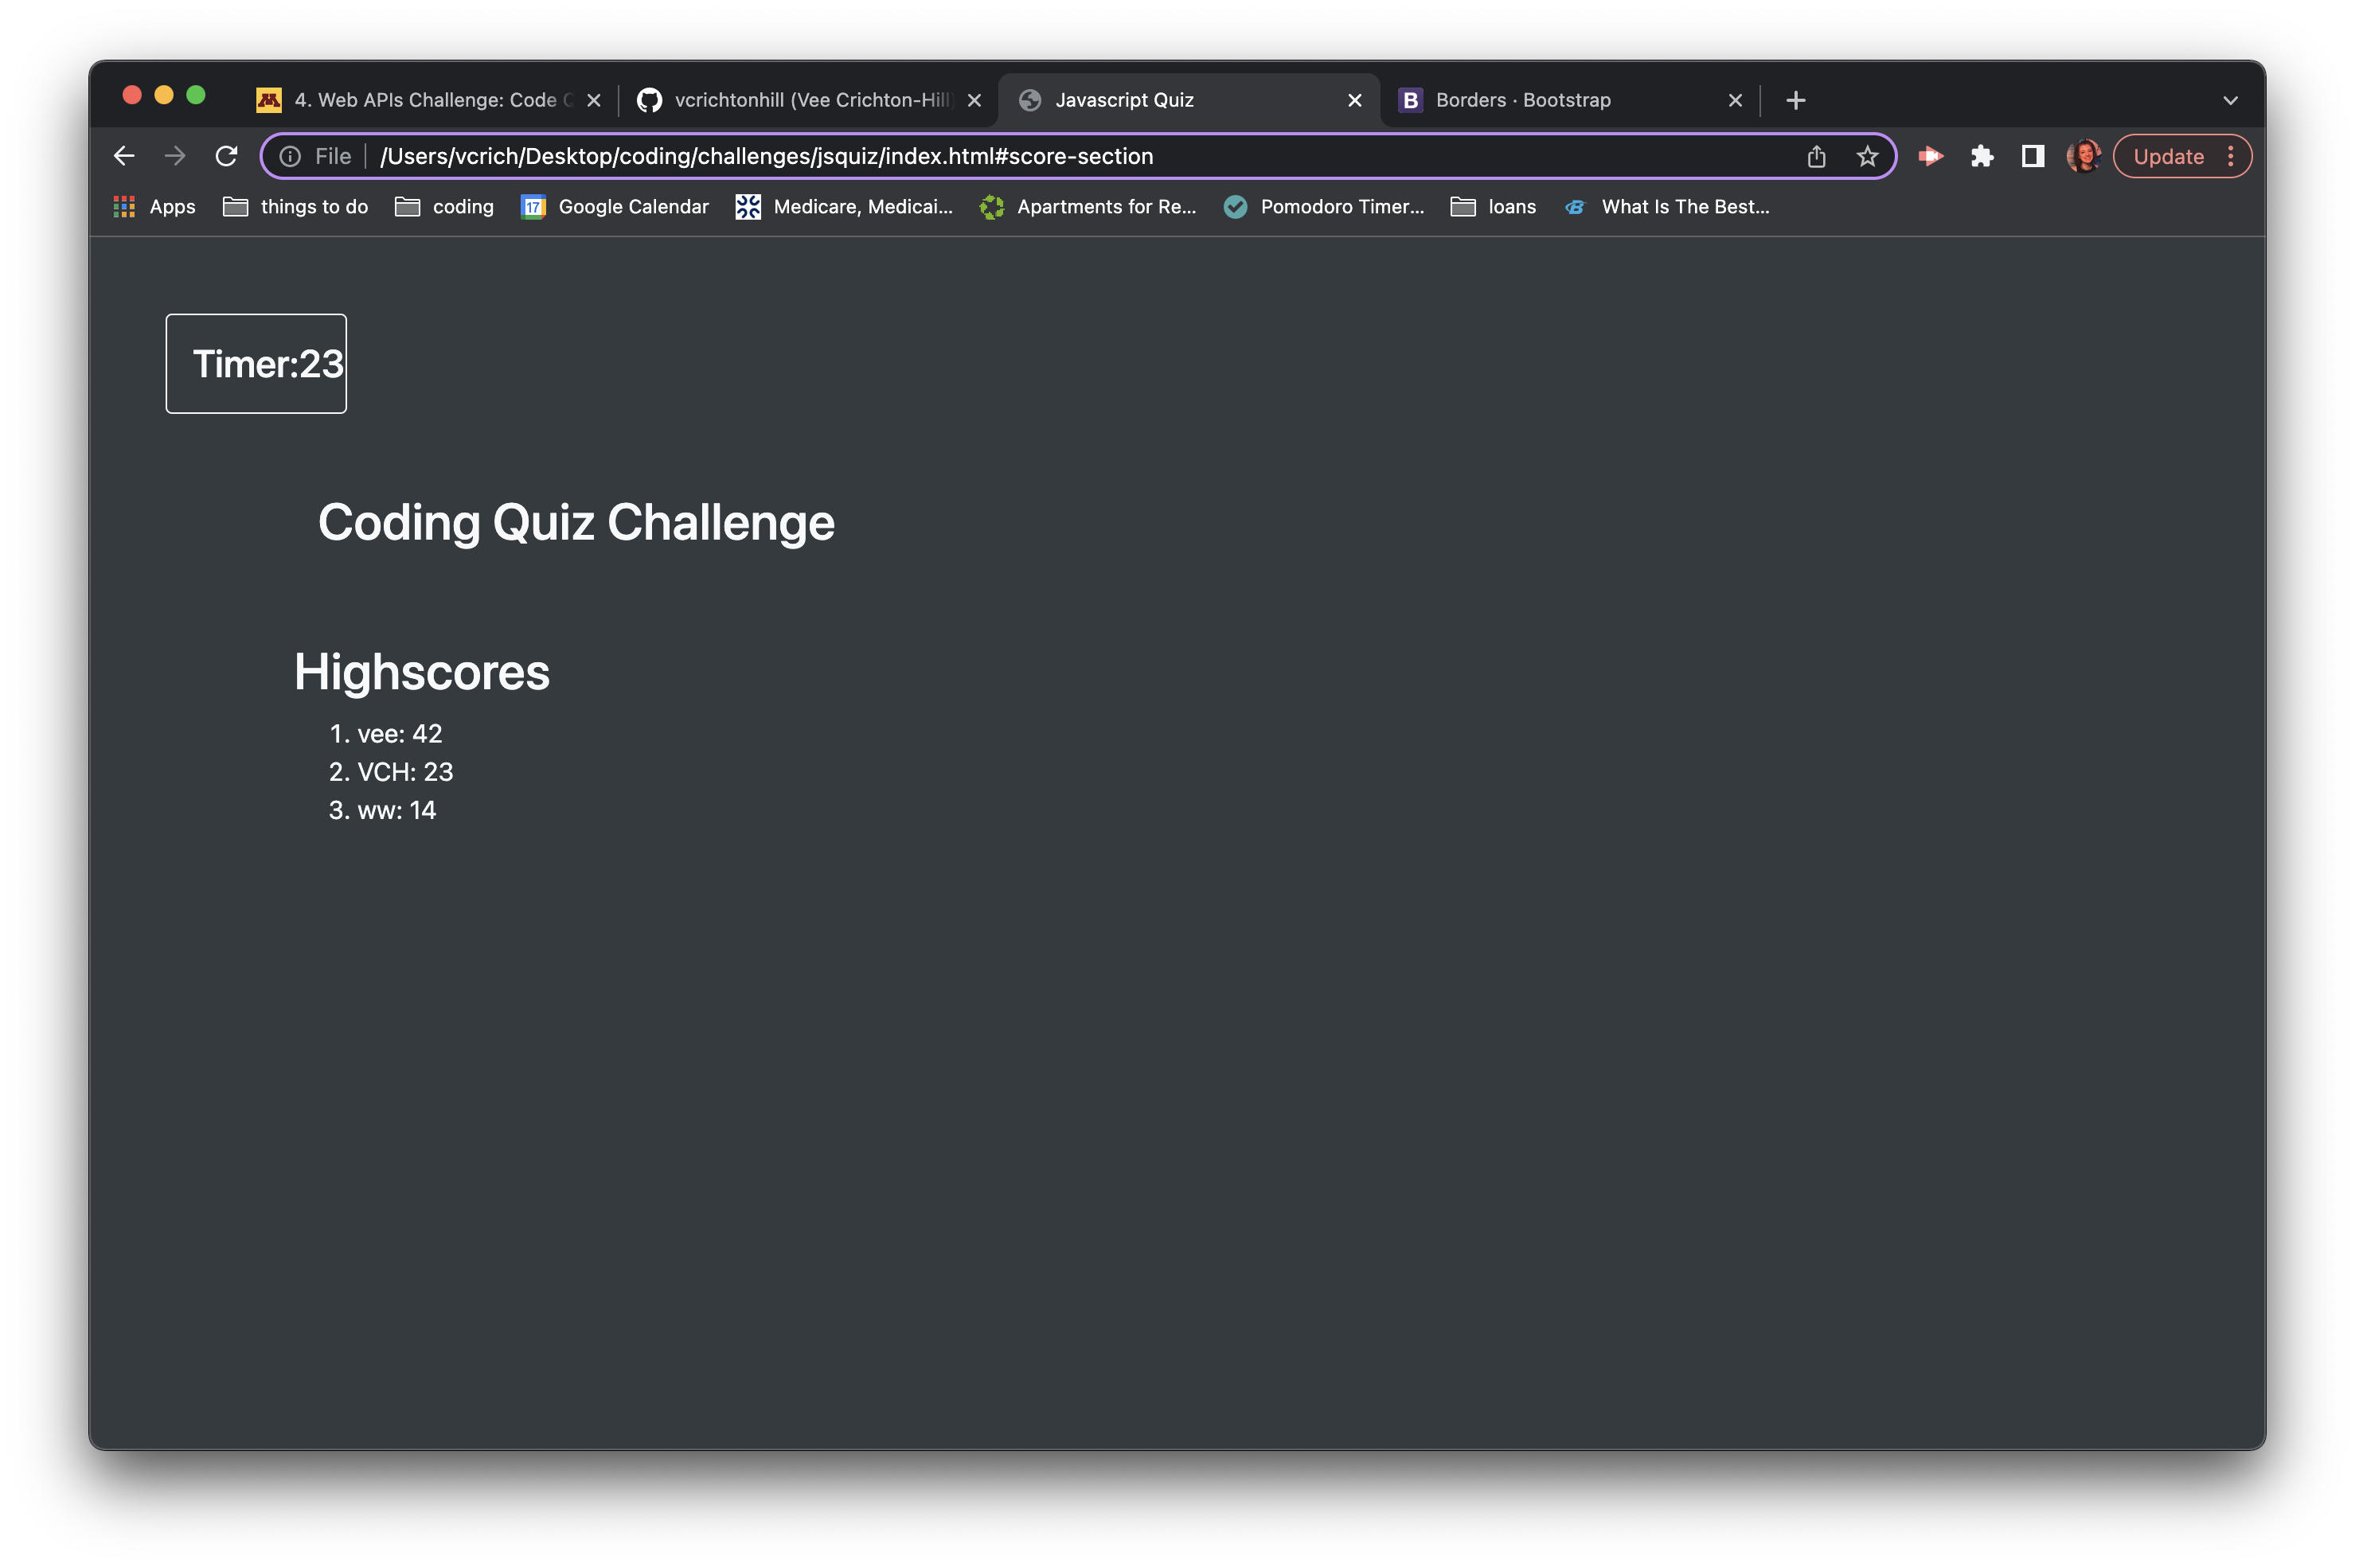 4. Web APIs Challenge: Code
vcrichtonhill (Vee Crichton-Hill)
Javascript Quiz
B Borders · Bootstrap
File /Users/vcrich/Desktop/coding/challenges/jsquiz/index.html#score-section
Update
Apps things to do coding 17 Google Calendar Medicare, Medicai... Apartments for Re... Pomodoro Timer... loans What Is The Best...
Timer:23
Coding Quiz Challenge
Highscores
1. vee: 42
2. VCH: 23
3. ww: 14